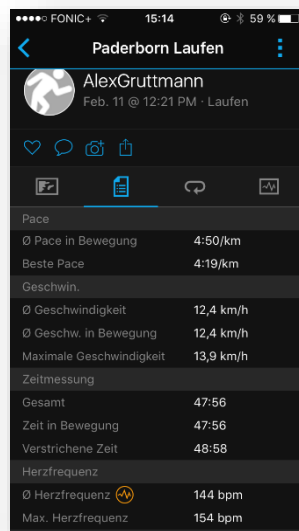 FONIC+ 15:14 59 %
Paderborn Laufen
AlexGruttmann
Feb. 11 @ 12:21 PM · Laufen
Pace
Ø Pace in Bewegung 4:50/km
Beste Pace 4:19/km
Geschwin.
Ø Geschwindigkeit 12,4 km/h
Ø Geschw. in Bewegung 12,4 km/h
Maximale Geschwindigkeit 13,9 km/h
Zeitmessung
Gesamt 47:56
Zeit in Bewegung 47:56
Verstrichene Zeit 48:58
Herzfrequenz
Ø Herzfrequenz 144 bpm
Max. Herzfrequenz 154 bpm